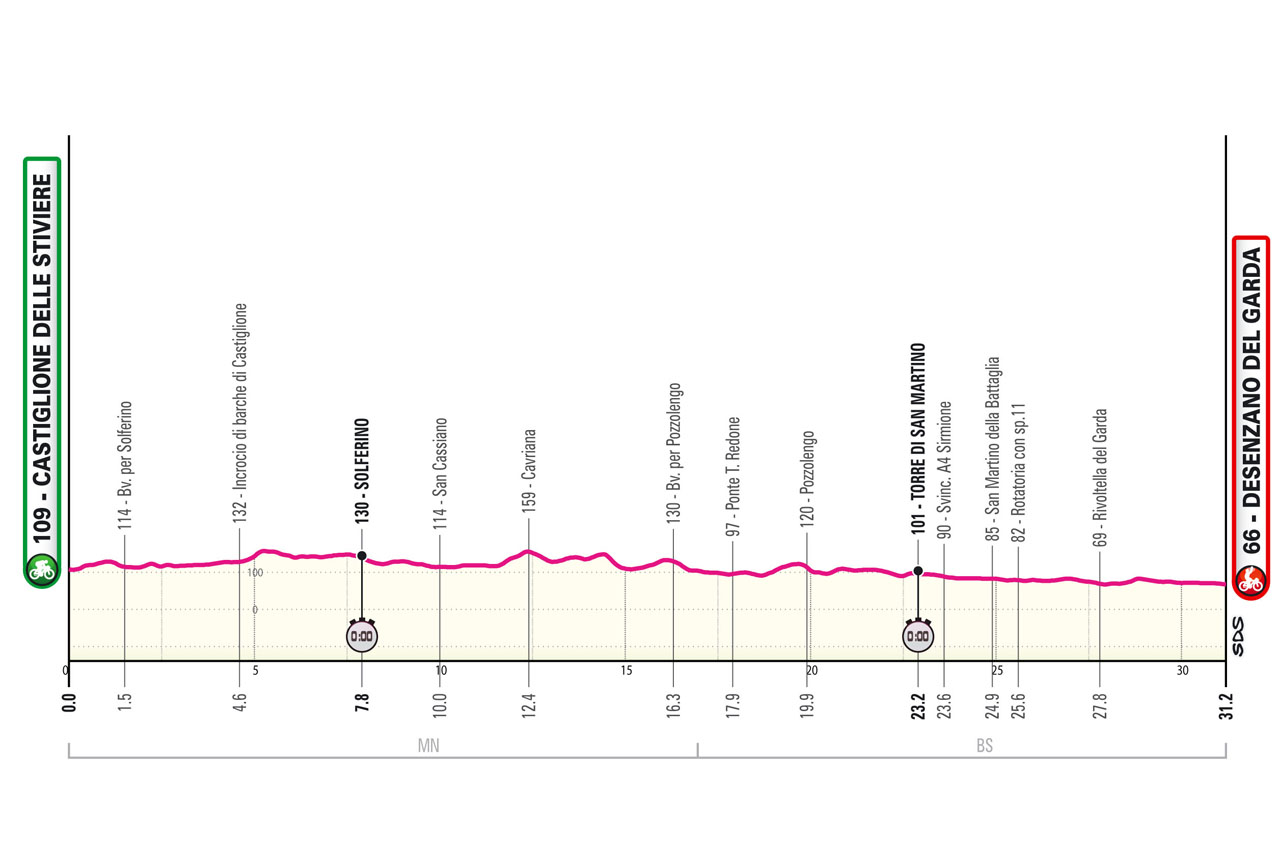 109 - CASTIGLIONE DELLE STIVIERE
114 - Bv. per Solferino
132 - Incrocio di barche di Castiglione
130 - SOLFERINO
114 - San Cassiano
159 - Cavriana
130 - Bv. per Pozzolengo
97 - Ponte T. Redone
120 - Pozzolengo
101 - TORRE DI SAN MARTINO
90 - Svinc. A4 Sirmione
85 - San Martino della Battaglia
82 - Rotatoria con sp.11
69 - Rivoltella del Garda
66 - DESENZANO DEL GARDA
100
0
0:00
0:00
SDS
0 5 10 15 20 25 30
0.0 1.5 4.6 7.8 10.0 12.4 16.3 17.9 19.9 23.2 23.6 24.9 25.6 27.8 31.2
MN BS